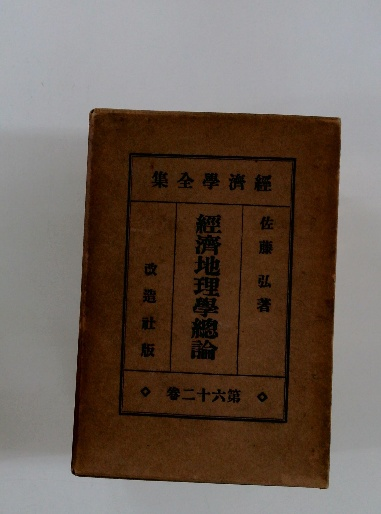 經濟學全集
佐藤弘著
經濟地理學總論
改造社版
第六十二卷